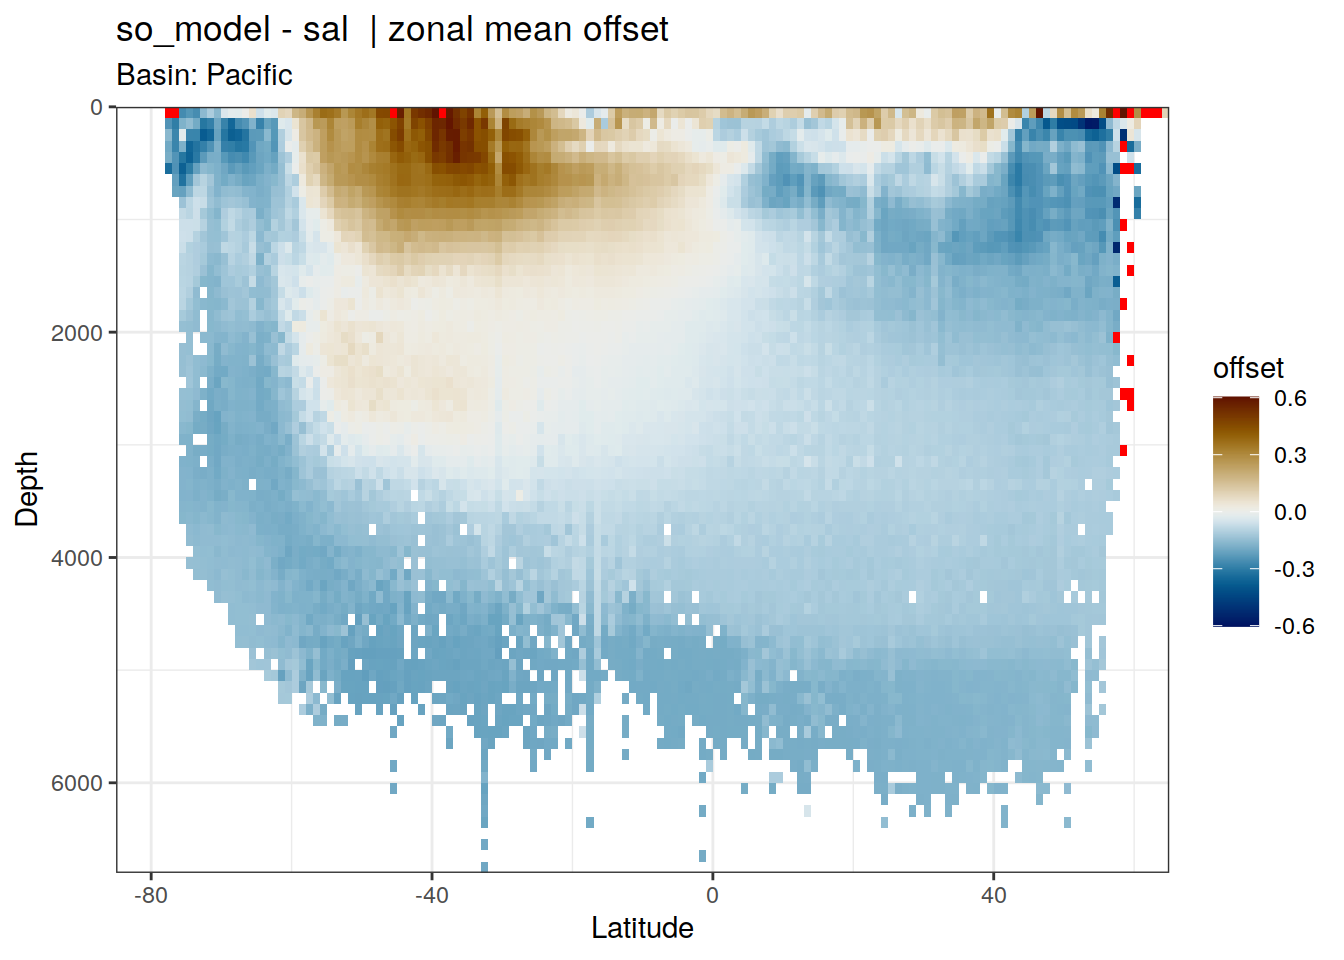 so_model - sal  | zonal mean offset
Basin: Pacific
0
2000
4000
6000
Depth
-80
-40
0
40
Latitude
offset
0.6
0.3
0.0
-0.3
-0.6